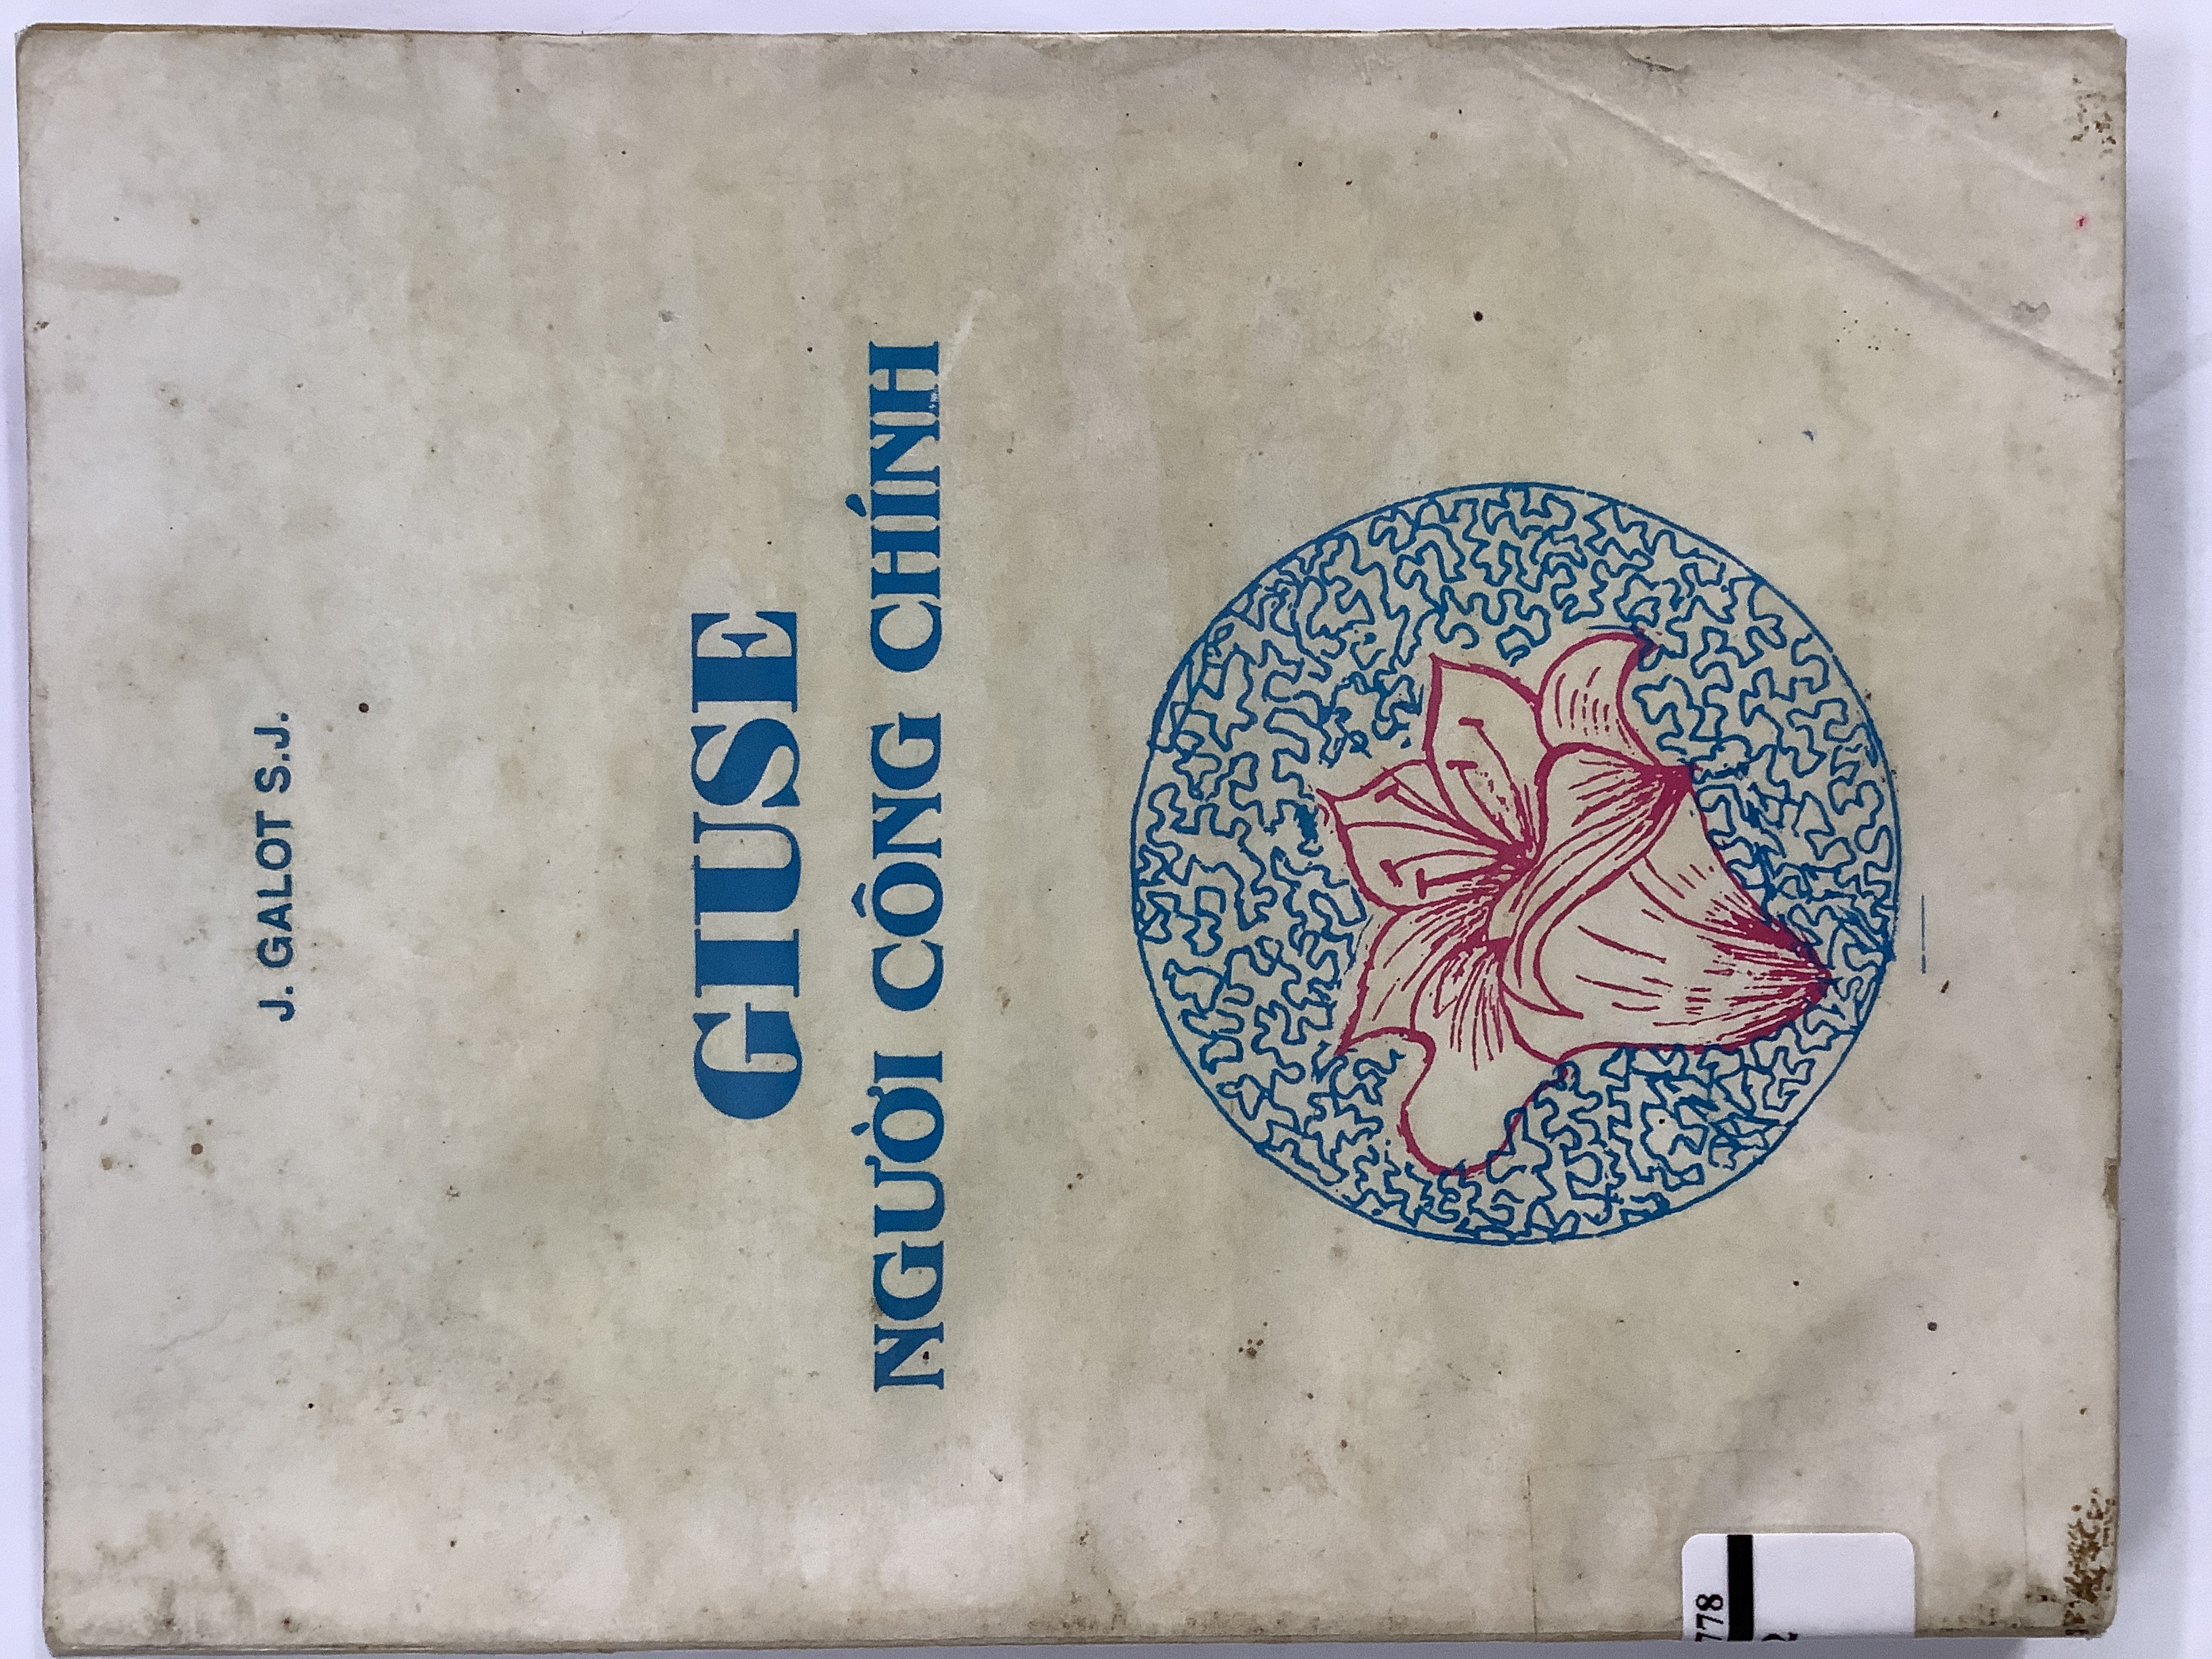 J. GALOT S.J.
GIUSE
NGƯỜI CÔNG CHÍNH
778